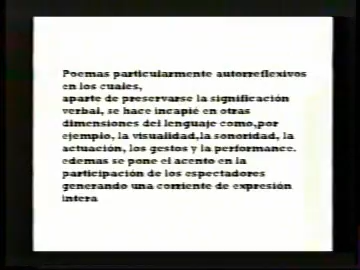 Poemas particularmente autorreflexivos
en los cuales,
aparte de preservarse la significación
verbal, se hace incapié en otras
dimensiones del lenguaje como,por
ejemplo, la visualidad,la sonoridad, la
actuación, los gestos y la performance.
edemas se pone el acento en la
participación de los espectadores
generando una corriente de expresión
intera